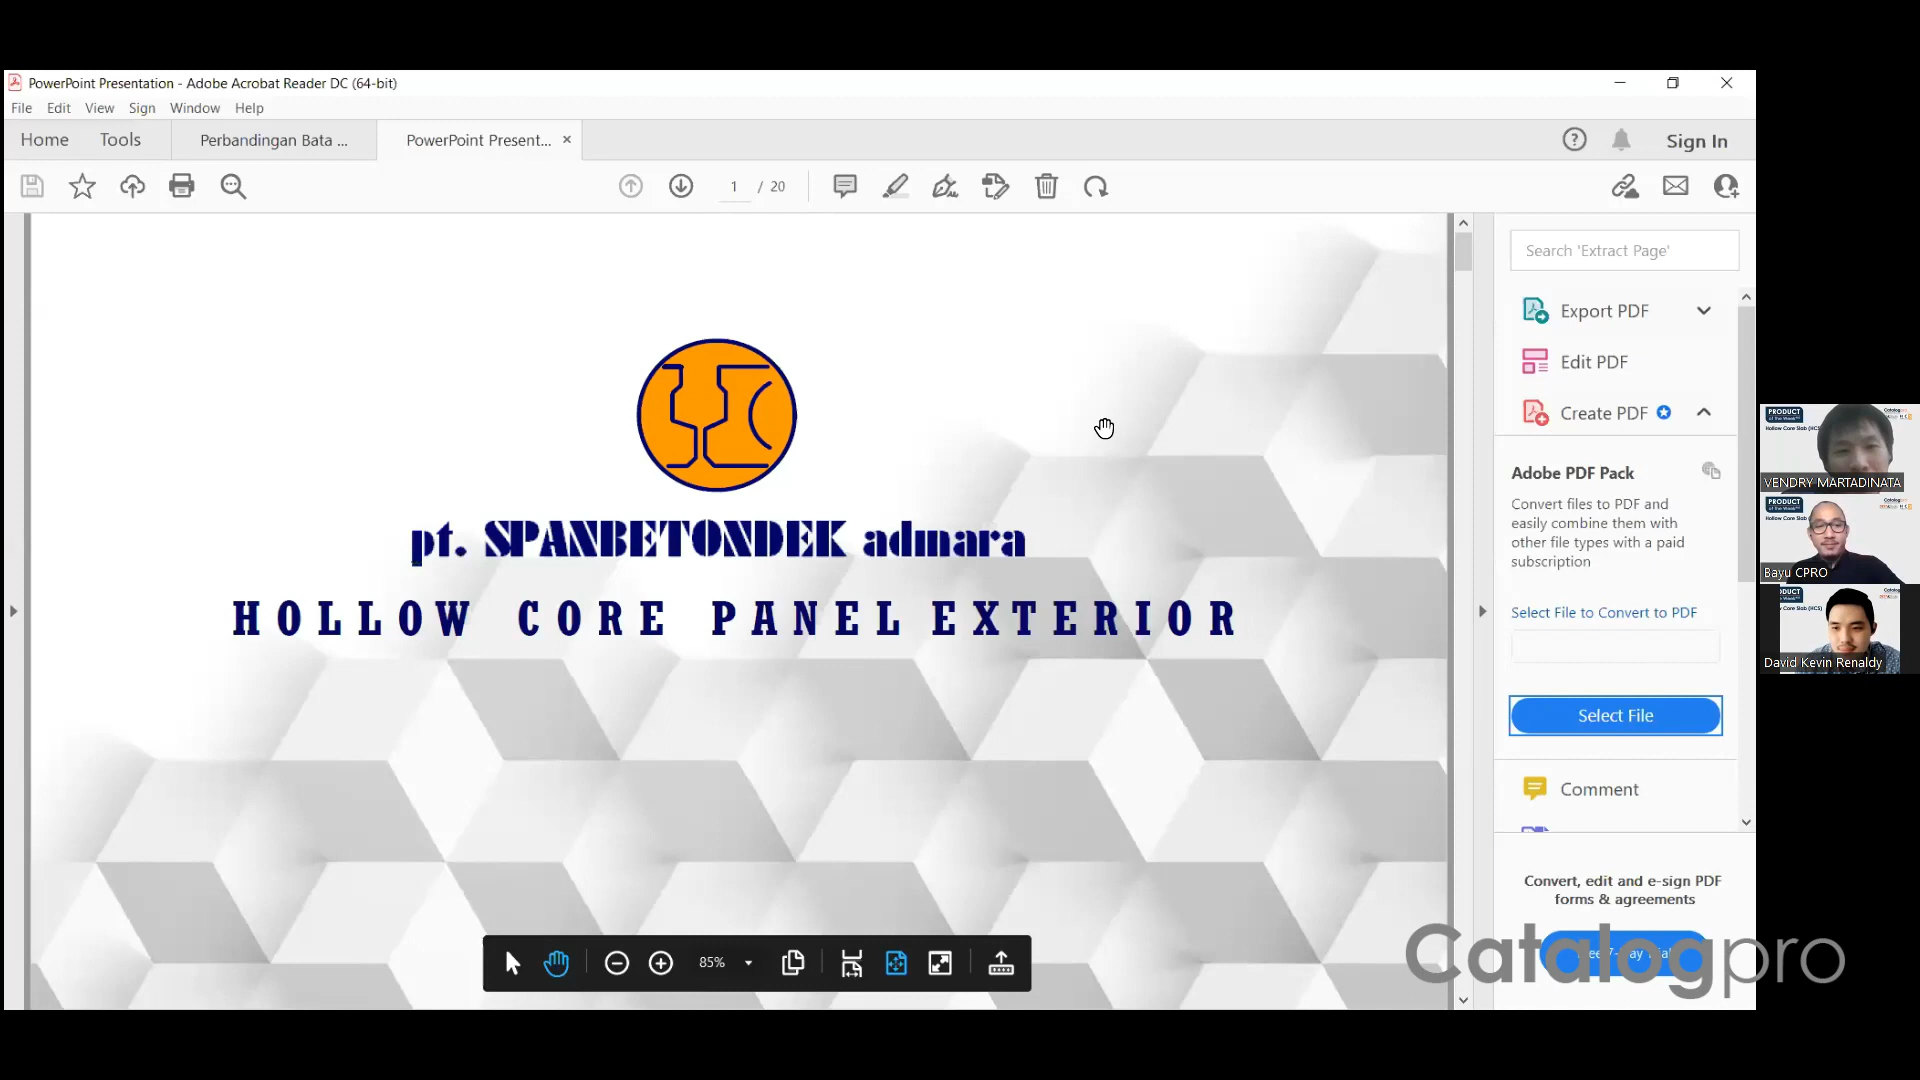 PowerPoint Presentation - Adobe Acrobat Reader DC (64-bit)
File Edit View Sign Window Help
Home Tools Perbandingan Bata ... PowerPoint Present... Sign In
1 / 20
Search 'Extract Page'
Export PDF
Edit PDF
Create PDF
Adobe PDF Pack
Convert files to PDF and
easily combine them with
other file types with a paid
subscription
Select File to Convert to PDF
Select File
Comment
Convert, edit and e-sign PDF
forms & agreements
pt. SPANBETONDEK admara
HOLLOW CORE PANEL EXTERIOR
85%
Catalogpro
PRODUCT
VENDRY MARTADINATA
PRODUCT
Bayu CPRO
David Kevin Renaldy